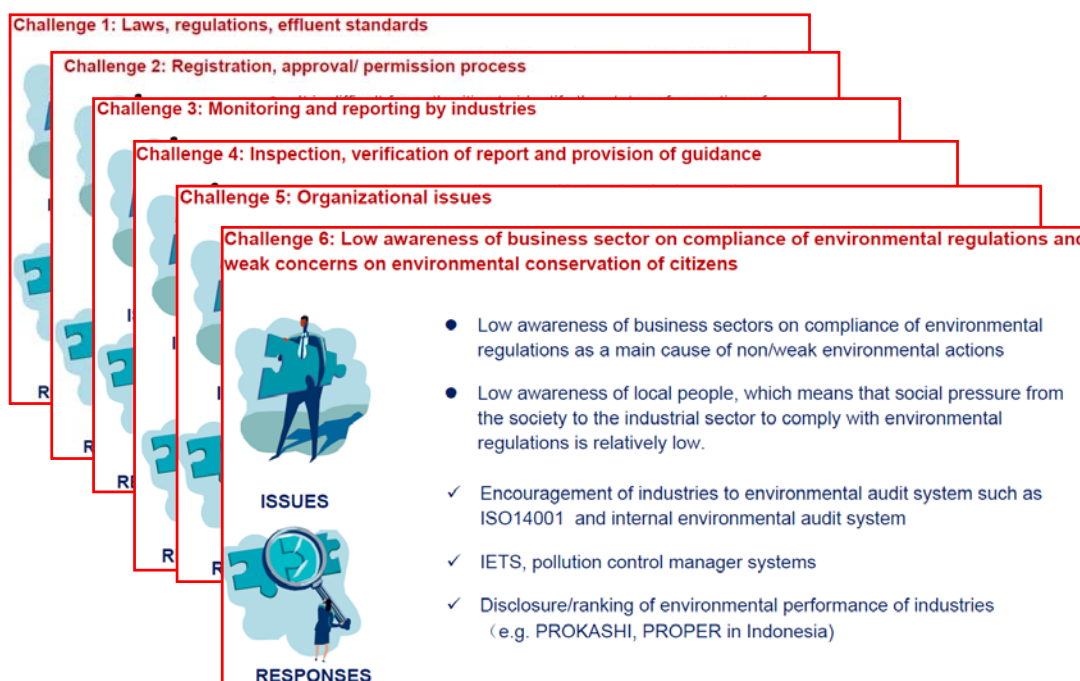 Challenge 1: Laws, regulations, effluent standards
Challenge 2: Registration, approval/ permission process
Challenge 3: Monitoring and reporting by industries
Challenge 4: Inspection, verification of report and provision of guidance
Challenge 5: Organizational issues
Challenge 6: Low awareness of business sector on compliance of environmental regulations and
weak concerns on environmental conservation of citizens
● Low awareness of business sectors on compliance of environmental
regulations as a main cause of non/weak environmental actions
● Low awareness of local people, which means that social pressure from
the society to the industrial sector to comply with environmental
regulations is relatively low.
ISSUES
✓ Encouragement of industries to environmental audit system such as
ISO14001 and internal environmental audit system
✓ IETS, pollution control manager systems
✓ Disclosure/ranking of environmental performance of industries
（e.g. PROKASHI, PROPER in Indonesia)
RESPONSES